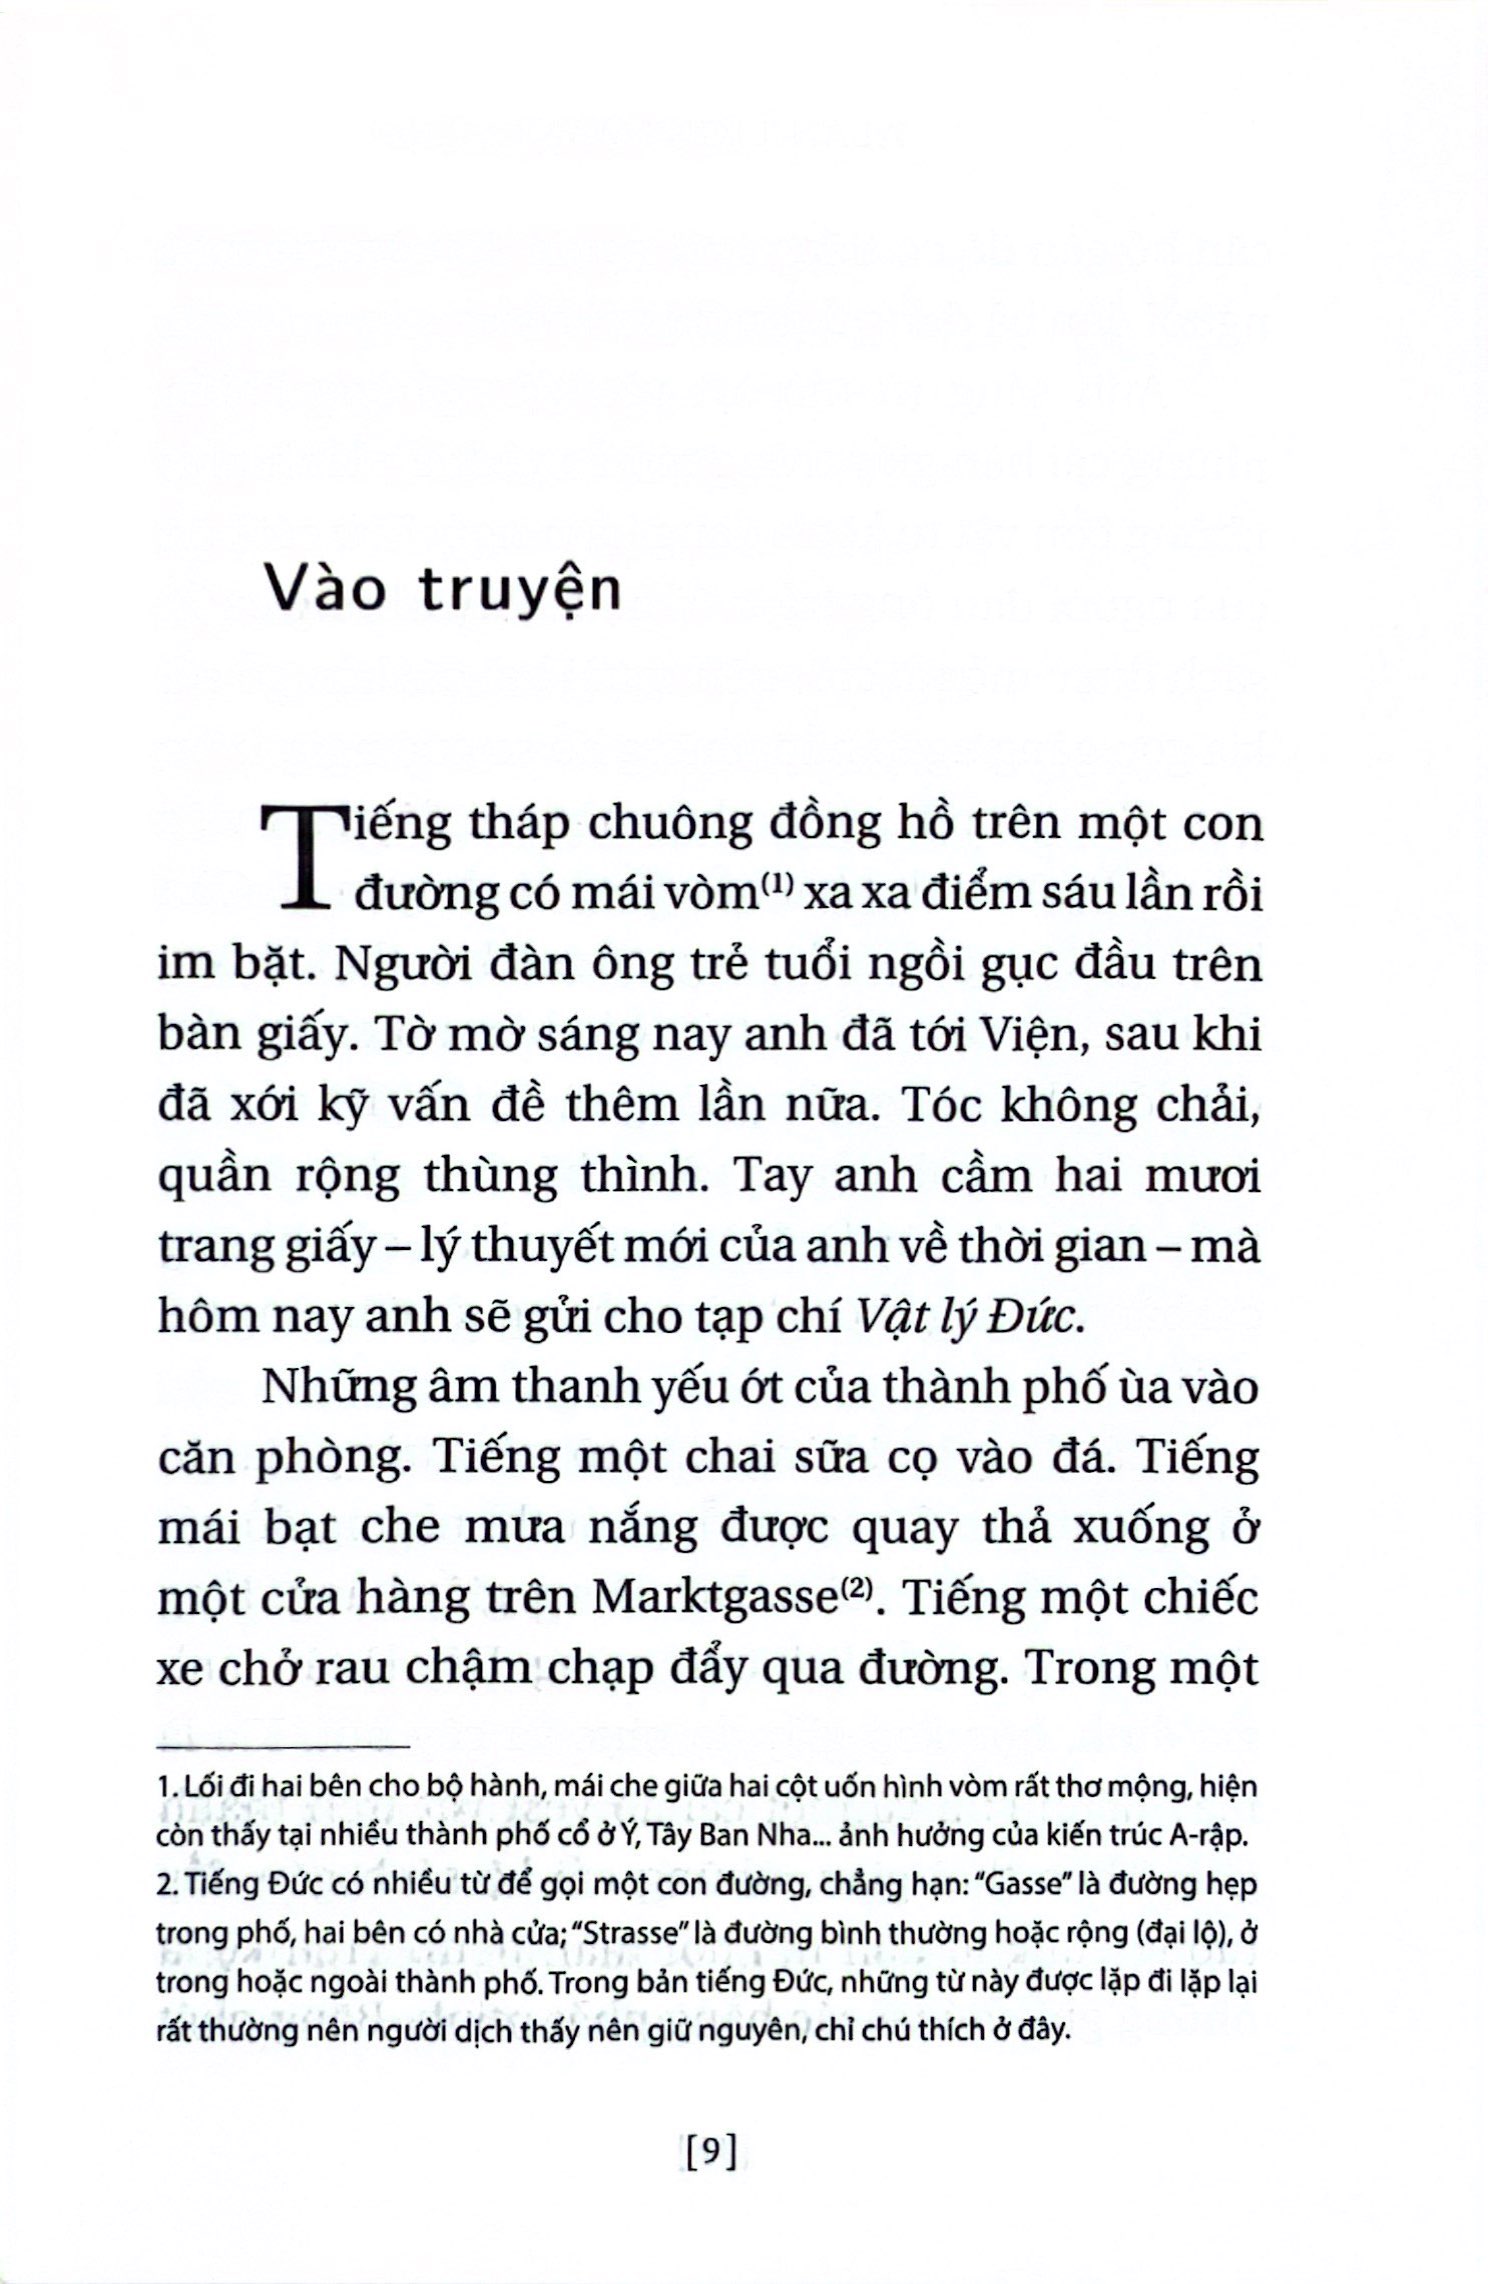 Vào truyện
Tiếng tháp chuông đồng hồ trên một con
đường có mái vòm(1) xa xa điểm sáu lần rồi
im bặt. Người đàn ông trẻ tuổi ngồi gục đầu trên
bàn giấy. Tờ mờ sáng nay anh đã tới Viện, sau khi
đã xới kỹ vấn đề thêm lần nữa. Tóc không chải,
quần rộng thùng thình. Tay anh cầm hai mươi
trang giấy – lý thuyết mới của anh về thời gian – mà
hôm nay anh sẽ gửi cho tạp chí Vật lý Đức.
Những âm thanh yếu ớt của thành phố ùa vào
căn phòng. Tiếng một chai sữa cọ vào đá. Tiếng
mái bạt che mưa nắng được quay thả xuống ở
một cửa hàng trên Marktgasse(2). Tiếng một chiếc
xe chở rau chậm chạp đẩy qua đường. Trong một
1. Lối đi hai bên cho bộ hành, mái che giữa hai cột uốn hình vòm rất thơ mộng, hiện
còn thấy tại nhiều thành phố cổ ở Ý, Tây Ban Nha... ảnh hưởng của kiến trúc A-rập.
2. Tiếng Đức có nhiều từ để gọi một con đường, chẳng hạn: “Gasse” là đường hẹp
trong phố, hai bên có nhà cửa; “Strasse” là đường bình thường hoặc rộng (đại lộ), ở
trong hoặc ngoài thành phố. Trong bản tiếng Đức, những từ này được lặp đi lặp lại
rất thường nên người dịch thấy nên giữ nguyên, chỉ chú thích ở đây.
[9]